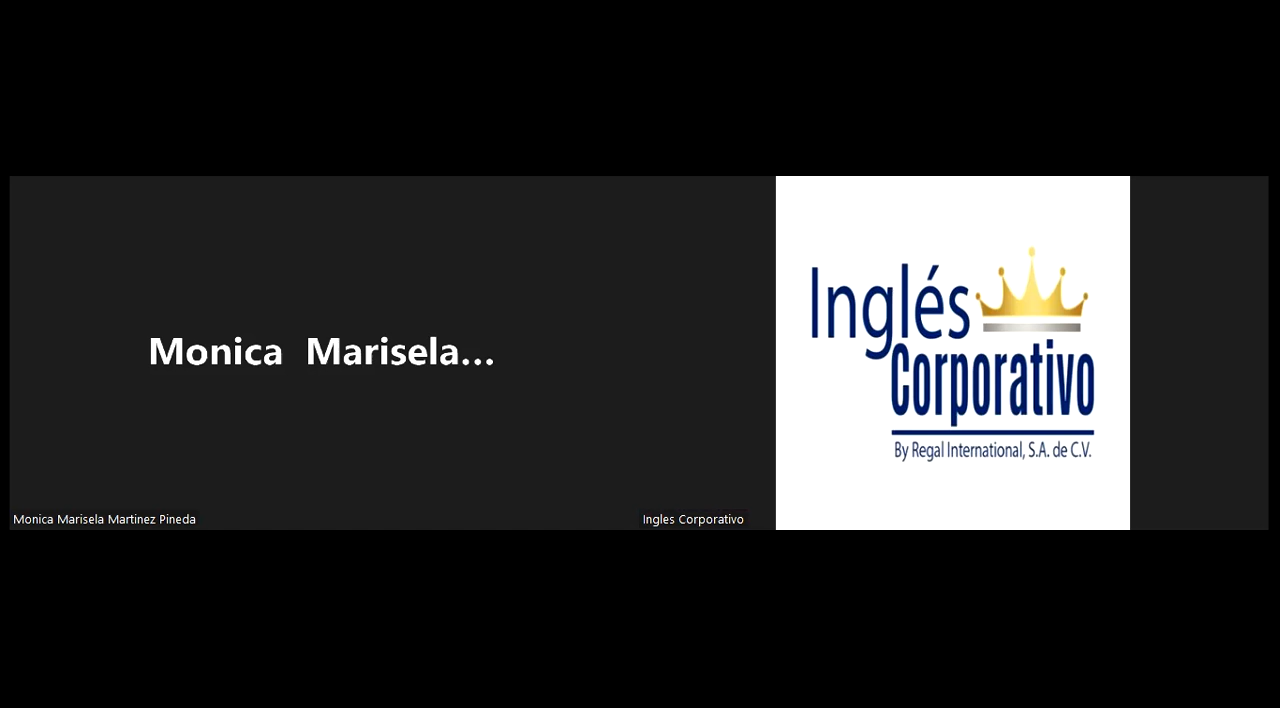 Monica Marisela...
Monica Marisela Martinez Pineda
Ingles Corporativo
Inglés
Corporativo
By Regal International, S.A. de C.V.